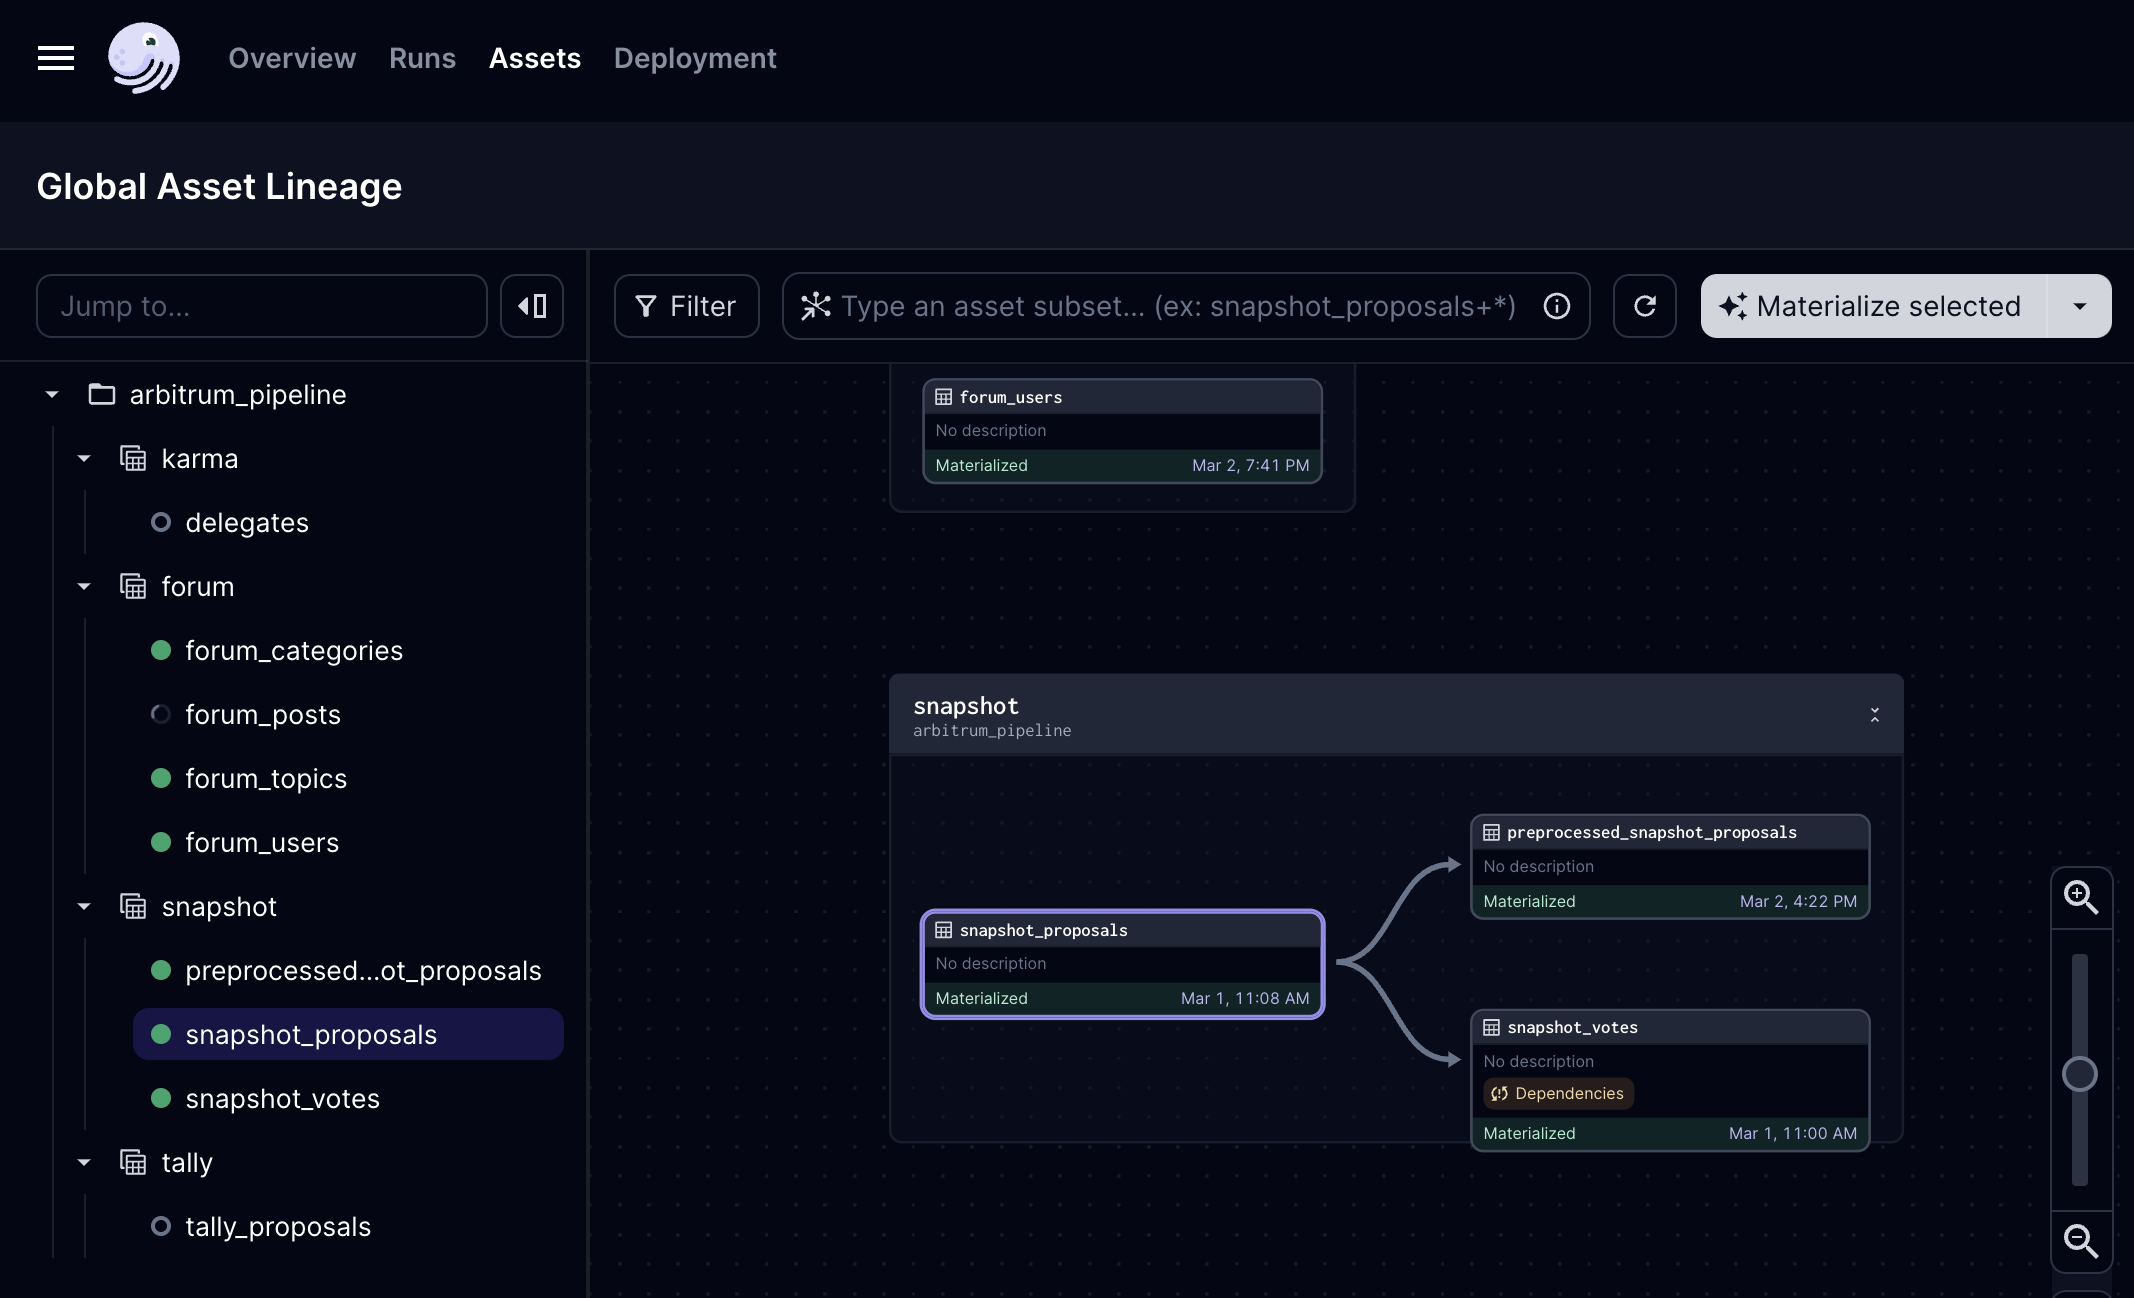 Overview Runs Assets Deployment
Global Asset Lineage
Jump to...
Filter
Type an asset subset... (ex: snapshot_proposals+*)
Materialize selected
arbitrum_pipeline
karma
delegates
forum
forum_categories
forum_posts
forum_topics
forum_users
snapshot
preprocessed...ot_proposals
snapshot_proposals
snapshot_votes
tally
tally_proposals
forum_users
No description
Materialized Mar 2, 7:41 PM
snapshot
arbitrum_pipeline
snapshot_proposals
No description
Materialized Mar 1, 11:08 AM
preprocessed_snapshot_proposals
No description
Materialized Mar 2, 4:22 PM
snapshot_votes
No description
Dependencies
Materialized Mar 1, 11:00 AM